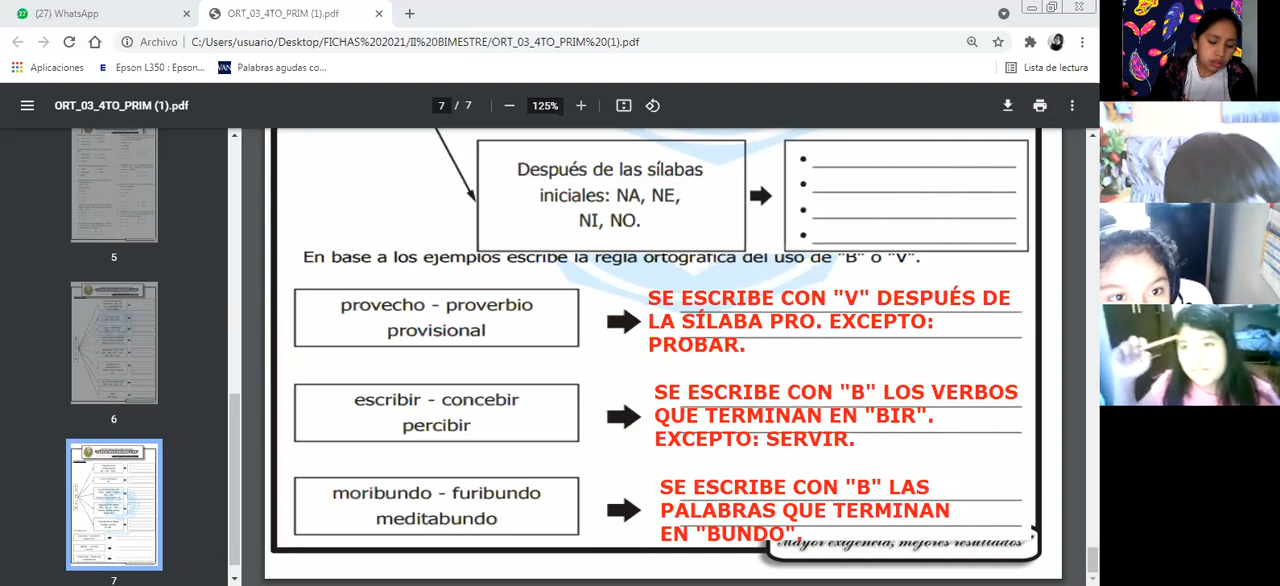 (70) WhatsApp
ORT_03_4TO_PRIM (1).pdf
Archivo
C:/Users/usuario/Desktop/FICHAS%202021/II%20BIMESTRE/ORT_03_4TO_PRIM%20(1).pdf
Aplicaciones
E Epson L350 : Epson...
VAN Palabras agudas co...
Lista de lectura
ORT_03_4TO_PRIM (1).pdf
7 / 7
125%
5
6
7
Después de las sílabas
iniciales: NA, NE,
NI, NO.
En base a los ejemplos escribe la regla ortográfica del uso de "B" o "V".
provecho - proverbio
provisional
SE ESCRIBE CON "V" DESPUÉS DE
LA SÍLABA PRO. EXCEPTO:
PROBAR.
escribir - concebir
percibir
SE ESCRIBE CON "B" LOS VERBOS
QUE TERMINAN EN "BIR".
EXCEPTO: SERVIR.
moribundo - furibundo
meditabundo
SE ESCRIBE CON "B" LAS
PALABRAS QUE TERMINAN
EN "BUNDO".
Mayor exigencia, mejores resultados